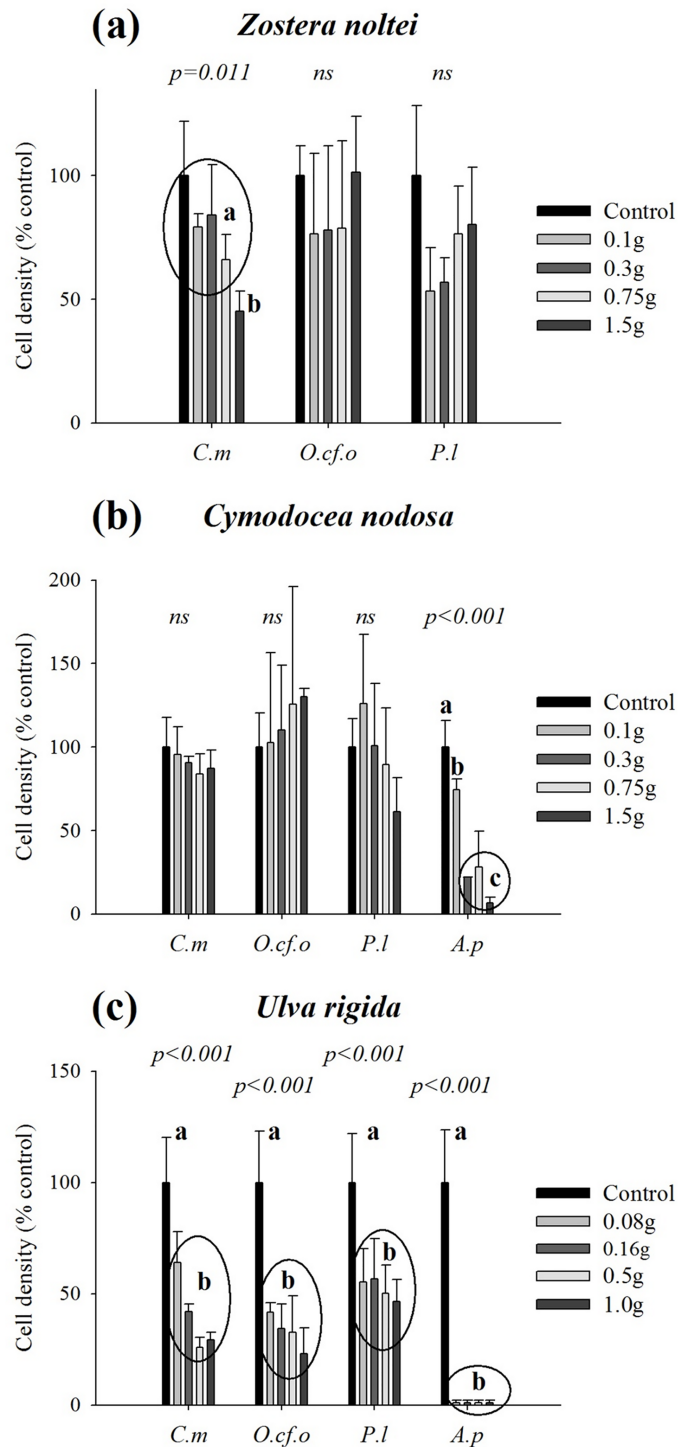 (a) Zostera noltei
p=0.011 ns ns
Cell density (% control)
100
50
0
a
b
C.m O.cf.o P.l
Control
0.1g
0.3g
0.75g
1.5g
(b) Cymodocea nodosa
Cell density (% control)
200
150
100
50
0
ns ns ns p<0.001
a
b
c
C.m O.cf.o P.l A.p
Control
0.1g
0.3g
0.75g
1.5g
(c) Ulva rigida
p<0.001 p<0.001 p<0.001 p<0.001
Cell density (% control)
150
100
50
0
a a a a
b b b b
C.m O.cf.o P.l A.p
Control
0.08g
0.16g
0.5g
1.0g